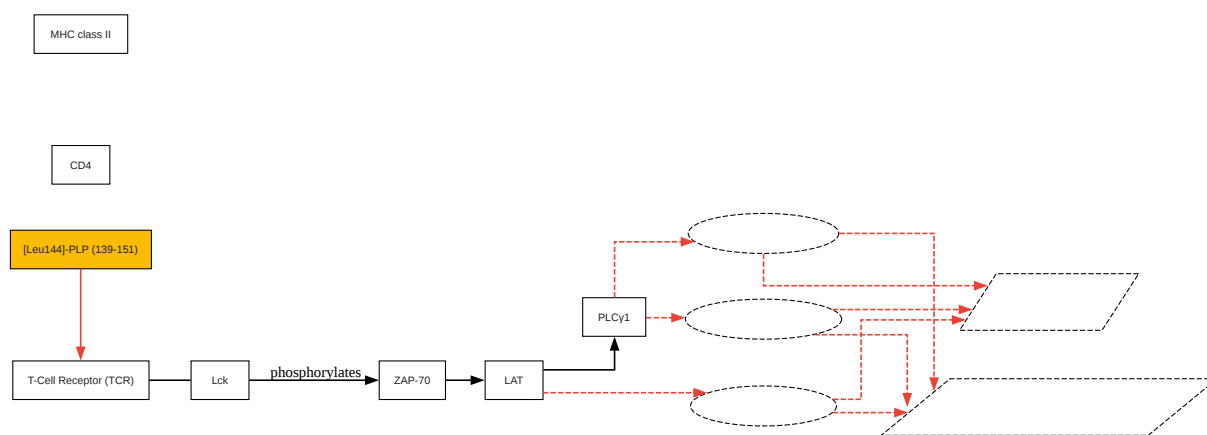 MHC class II
CD4
[Leu144]-PLP (139-151)
PLCγ1
T-Cell Receptor (TCR)
Lck
phosphorylates
ZAP-70
LAT